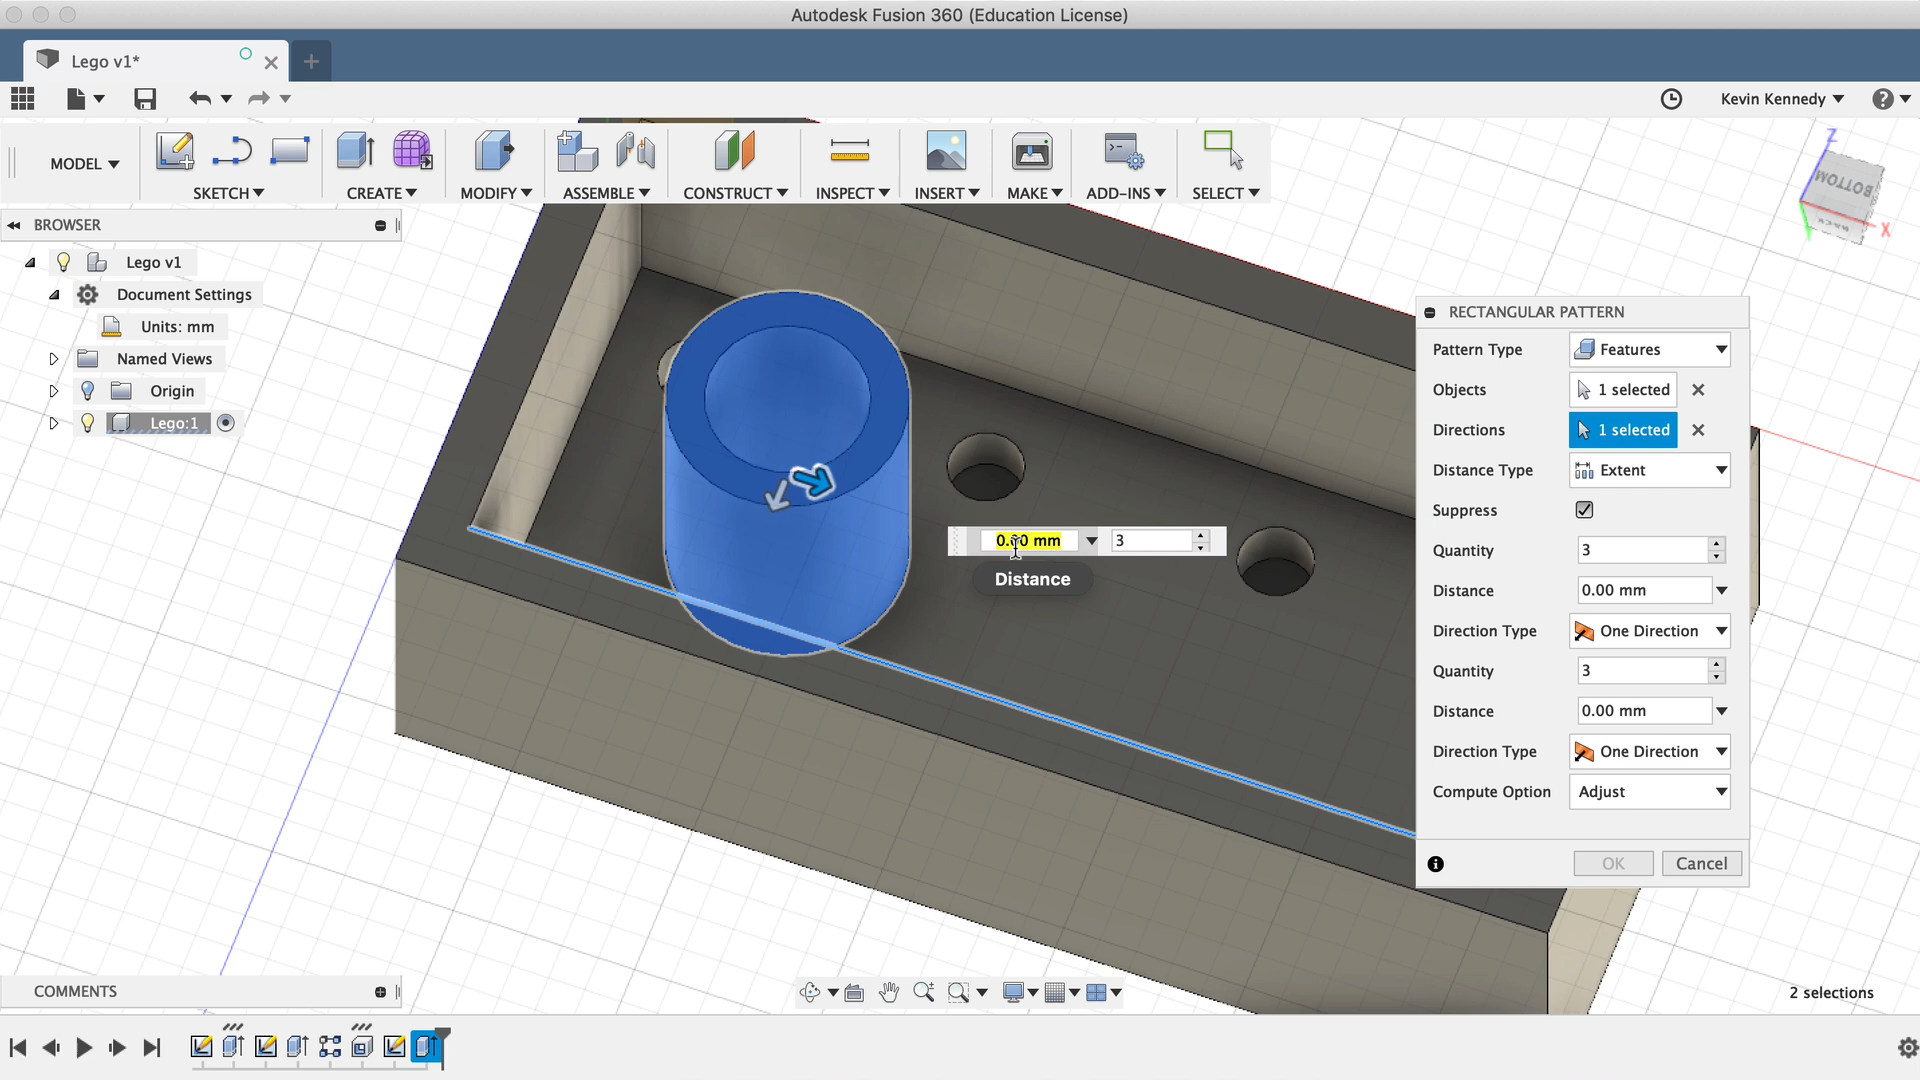 Autodesk Fusion 360 (Education License)
Lego v1*
Kevin Kennedy
MODEL
SKETCH
CREATE
MODIFY
ASSEMBLE
CONSTRUCT
INSPECT
INSERT
MAKE
ADD-INS
SELECT
Z
BOTTOM
BACK
X
BROWSER
Lego v1
Document Settings
Units: mm
Named Views
Origin
Lego:1
RECTANGULAR PATTERN
Pattern Type Features
Objects 1 selected
Directions 1 selected
Distance Type Extent
Suppress
Quantity 3
Distance 0.00 mm
Direction Type One Direction
Quantity 3
Distance 0.00 mm
Direction Type One Direction
Compute Option Adjust
OK Cancel
0.00 mm 3
Distance
COMMENTS
2 selections